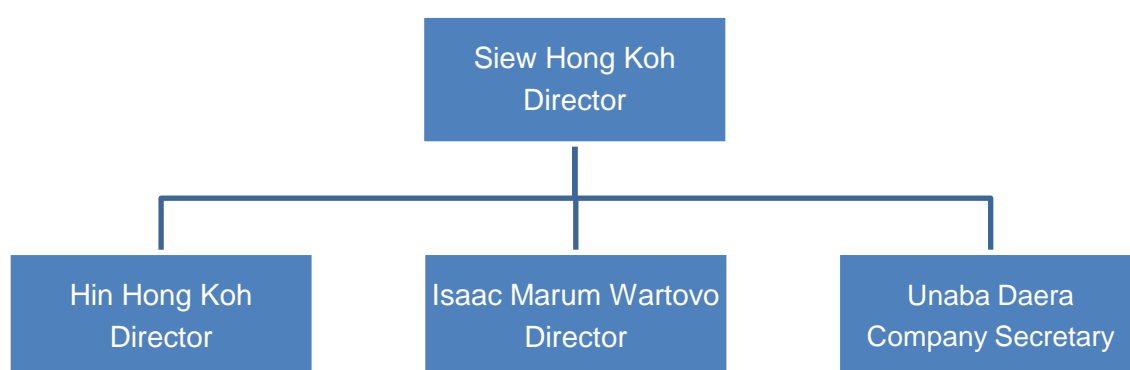 Siew Hong Koh
Director
Hin Hong Koh
Director
Isaac Marum Wartovo
Director
Unaba Daera
Company Secretary